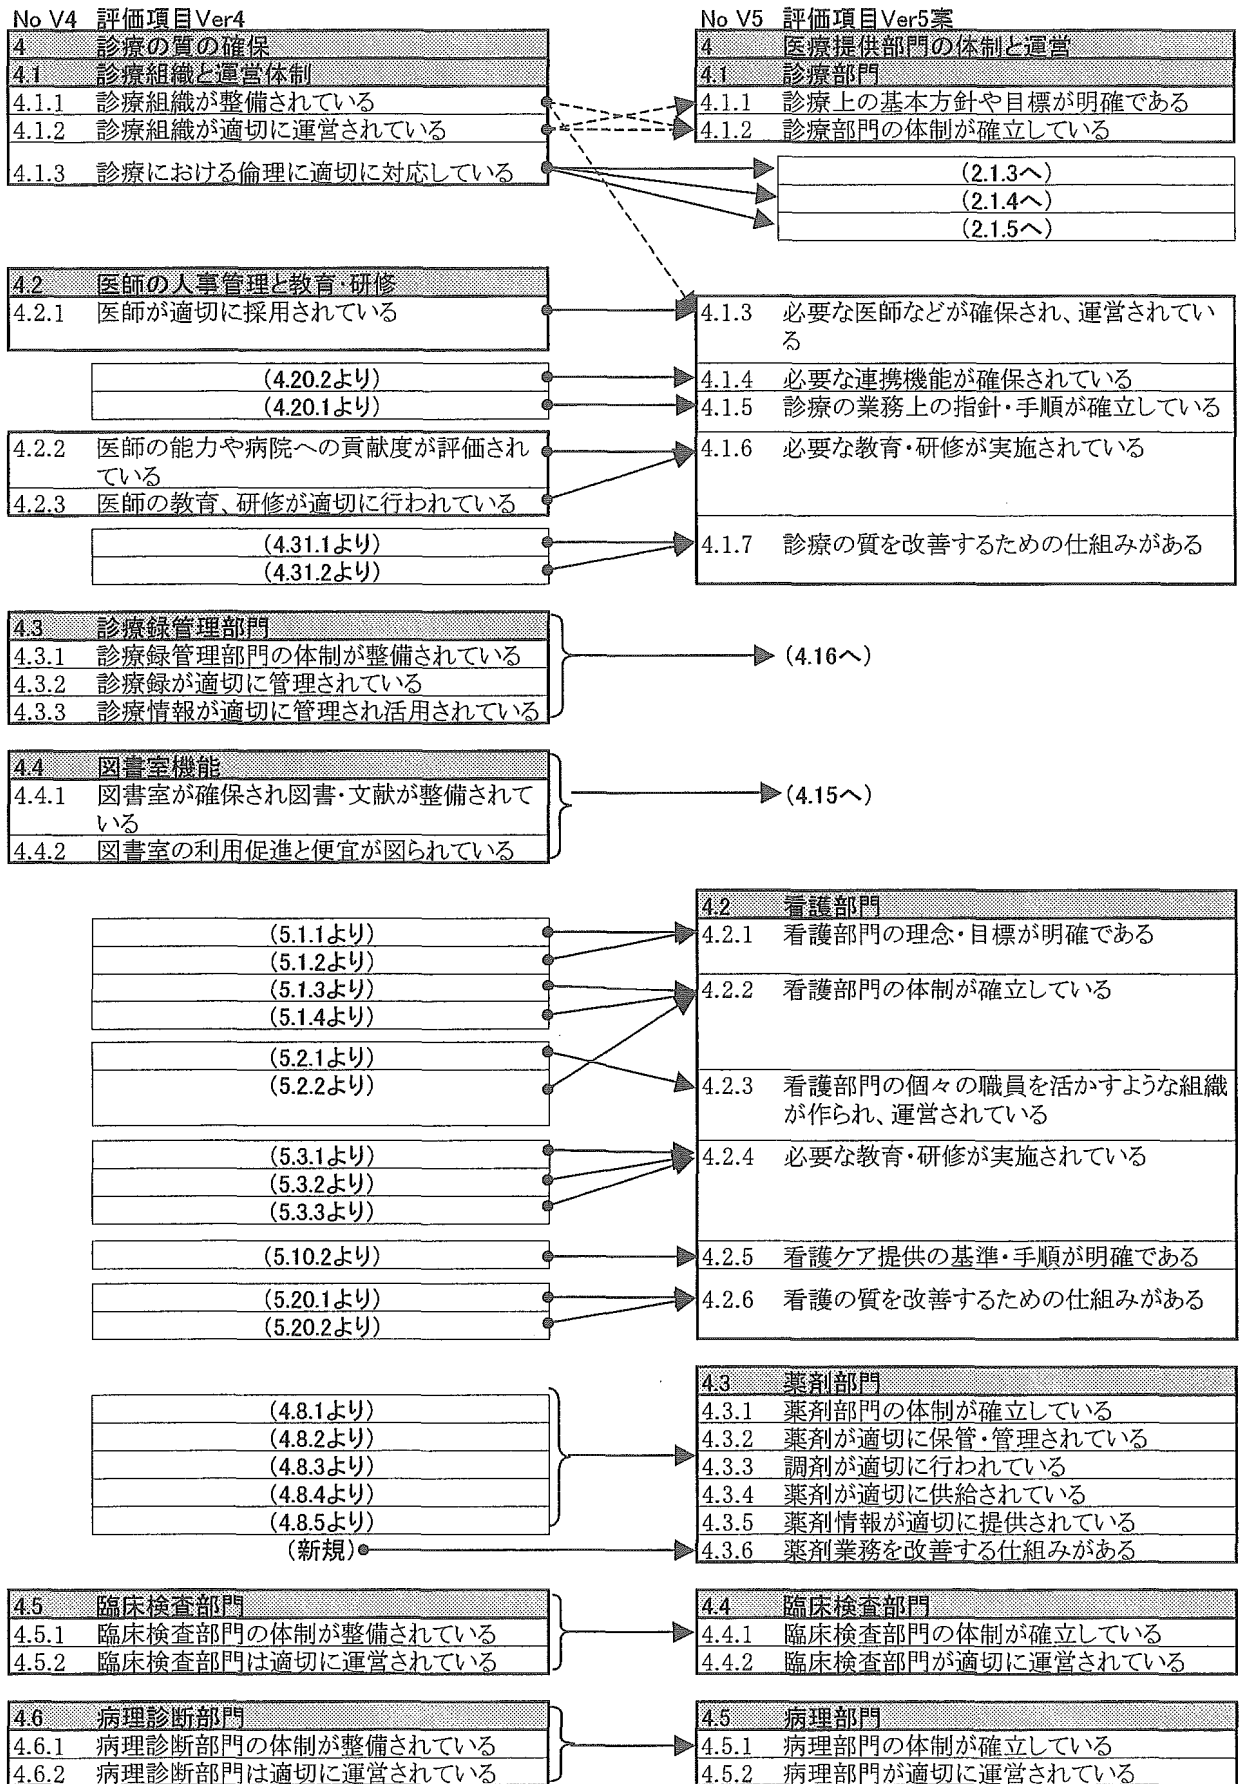 No V4 評価項目Ver4
No V5 評価項目Ver5案
4 診療の質の確保
4 医療提供部門の体制と運営
4.1 診療組織と運営体制
4.1 診療部門
4.1.1 診療組織が整備されている
4.1.1 診療上の基本方針や目標が明確である
4.1.2 診療組織が適切に運営されている
4.1.2 診療部門の体制が確立している
4.1.3 診療における倫理に適切に対応している
(2.1.3へ)
(2.1.4へ)
(2.1.5へ)
4.2 医師の人事管理と教育・研修
4.2.1 医師が適切に採用されている
4.1.3 必要な医師などが確保され、運営されてい
る
(4.20.2より)
4.1.4 必要な連携機能が確保されている
(4.20.1より)
4.1.5 診療の業務上の指針・手順が確立している
4.2.2 医師の能力や病院への貢献度が評価され
ている
4.1.6 必要な教育・研修が実施されている
4.2.3 医師の教育、研修が適切に行われている
(4.31.1より)
4.1.7 診療の質を改善するための仕組みがある
(4.31.2より)
4.3 診療録管理部門
4.3.1 診療録管理部門の体制が整備されている
(4.16へ)
4.3.2 診療録が適切に管理されている
4.3.3 診療情報が適切に管理され活用されている
4.4 図書室機能
4.4.1 図書室が確保され図書・文献が整備されて
いる
(4.15へ)
4.4.2 図書室の利用促進と便宜が図られている
4.2 看護部門
(5.1.1より)
4.2.1 看護部門の理念・目標が明確である
(5.1.2より)
(5.1.3より)
4.2.2 看護部門の体制が確立している
(5.1.4より)
(5.2.1より)
(5.2.2より)
4.2.3 看護部門の個々の職員を活かすような組織
が作られ、運営されている
(5.3.1より)
4.2.4 必要な教育・研修が実施されている
(5.3.2より)
(5.3.3より)
(5.10.2より)
4.2.5 看護ケア提供の基準・手順が明確である
(5.20.1より)
4.2.6 看護の質を改善するための仕組みがある
(5.20.2より)
4.3 薬剤部門
(4.8.1より)
4.3.1 薬剤部門の体制が確立している
(4.8.2より)
4.3.2 薬剤が適切に保管・管理されている
(4.8.3より)
4.3.3 調剤が適切に行われている
(4.8.4より)
4.3.4 薬剤が適切に供給されている
(4.8.5より)
4.3.5 薬剤情報が適切に提供されている
(新規)
4.3.6 薬剤業務を改善する仕組みがある
4.5 臨床検査部門
4.4 臨床検査部門
4.5.1 臨床検査部門の体制が整備されている
4.4.1 臨床検査部門の体制が確立している
4.5.2 臨床検査部門は適切に運営されている
4.4.2 臨床検査部門が適切に運営されている
4.6 病理診断部門
4.5 病理部門
4.6.1 病理診断部門の体制が整備されている
4.5.1 病理部門の体制が確立している
4.6.2 病理診断部門は適切に運営されている
4.5.2 病理部門が適切に運営されている